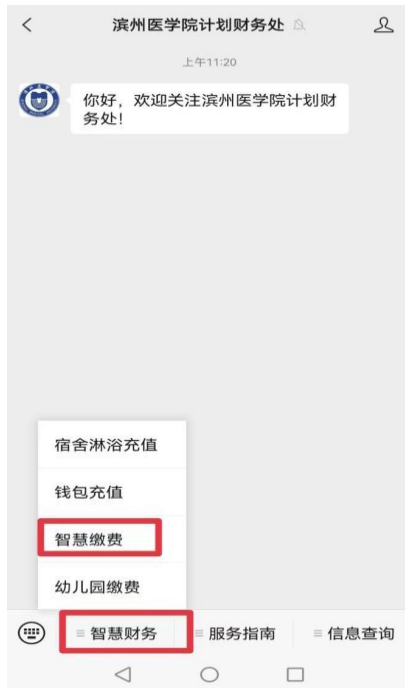 滨州医学院计划财务处
上午11:20
你好，欢迎关注滨州医学院计划财
务处！
宿舍淋浴充值
钱包充值
智慧缴费
幼儿园缴费
智慧财务
服务指南
信息查询